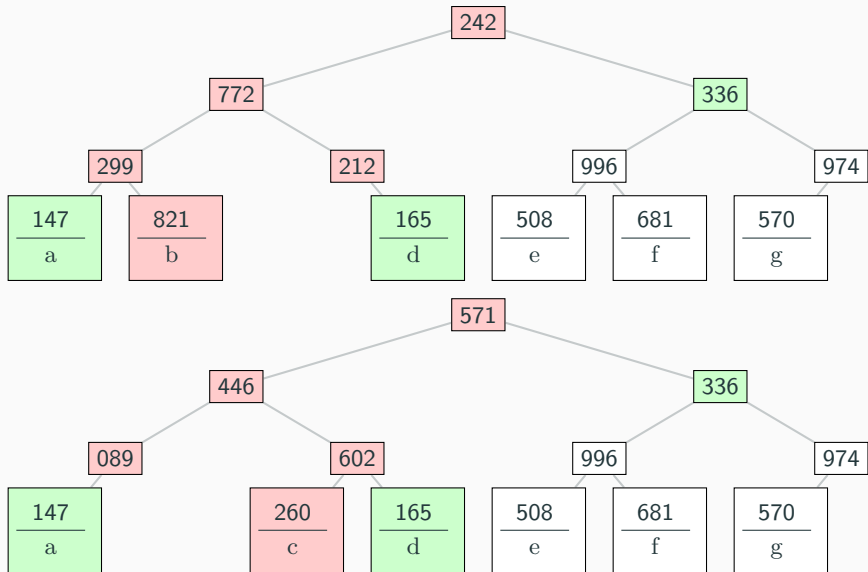 242
772 336
299 212 996 974
147 821 165 508 681 570
a b d e f g
571
446 336
089 602 996 974
147 260 165 508 681 570
a c d e f g